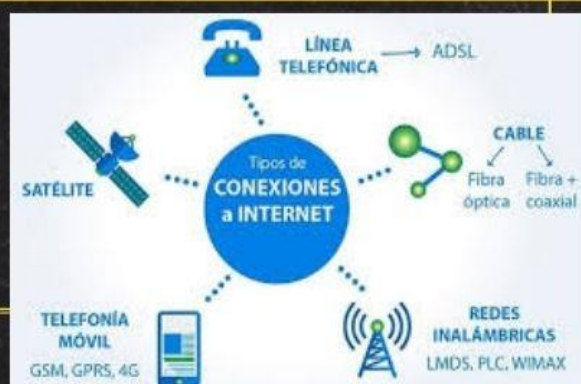 LÍNEA
TELEFÓNICA
ADSL
CABLE
Fibra
óptica
Fibra +
coaxial
Tipos de
CONEXIONES
a INTERNET
SATÉLITE
TELEFONÍA
MÓVIL
GSM, GPRS, 4G
REDES
INALÁMBRICAS
LMDS, PLC, WIMAX